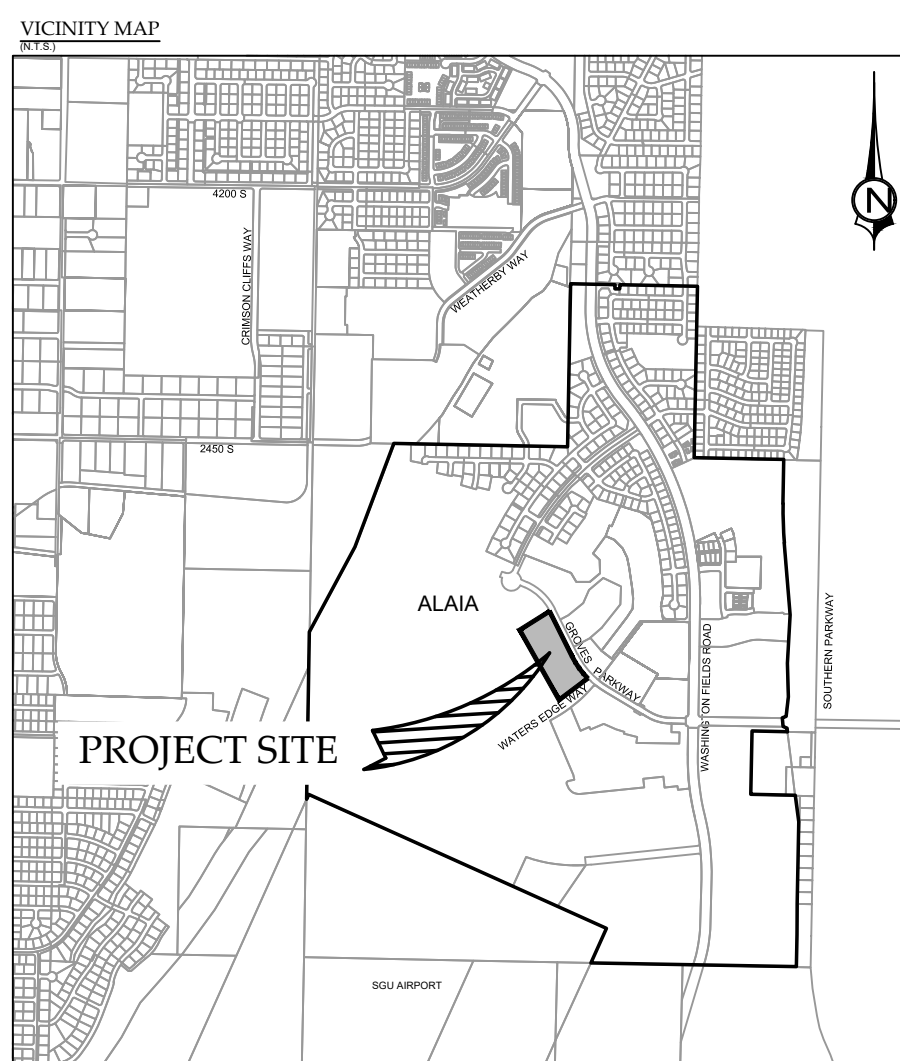 VICINITY MAP
(N.T.S.)
N
4200 S
CRIMSON CLIFFS WAY
WEATHERBY WAY
2450 S
ALAIA
GROVES PARKWAY
WATERS EDGE WAY
WASHINGTON FIELDS ROAD
SOUTHERN PARKWAY
PROJECT SITE
SGU AIRPORT